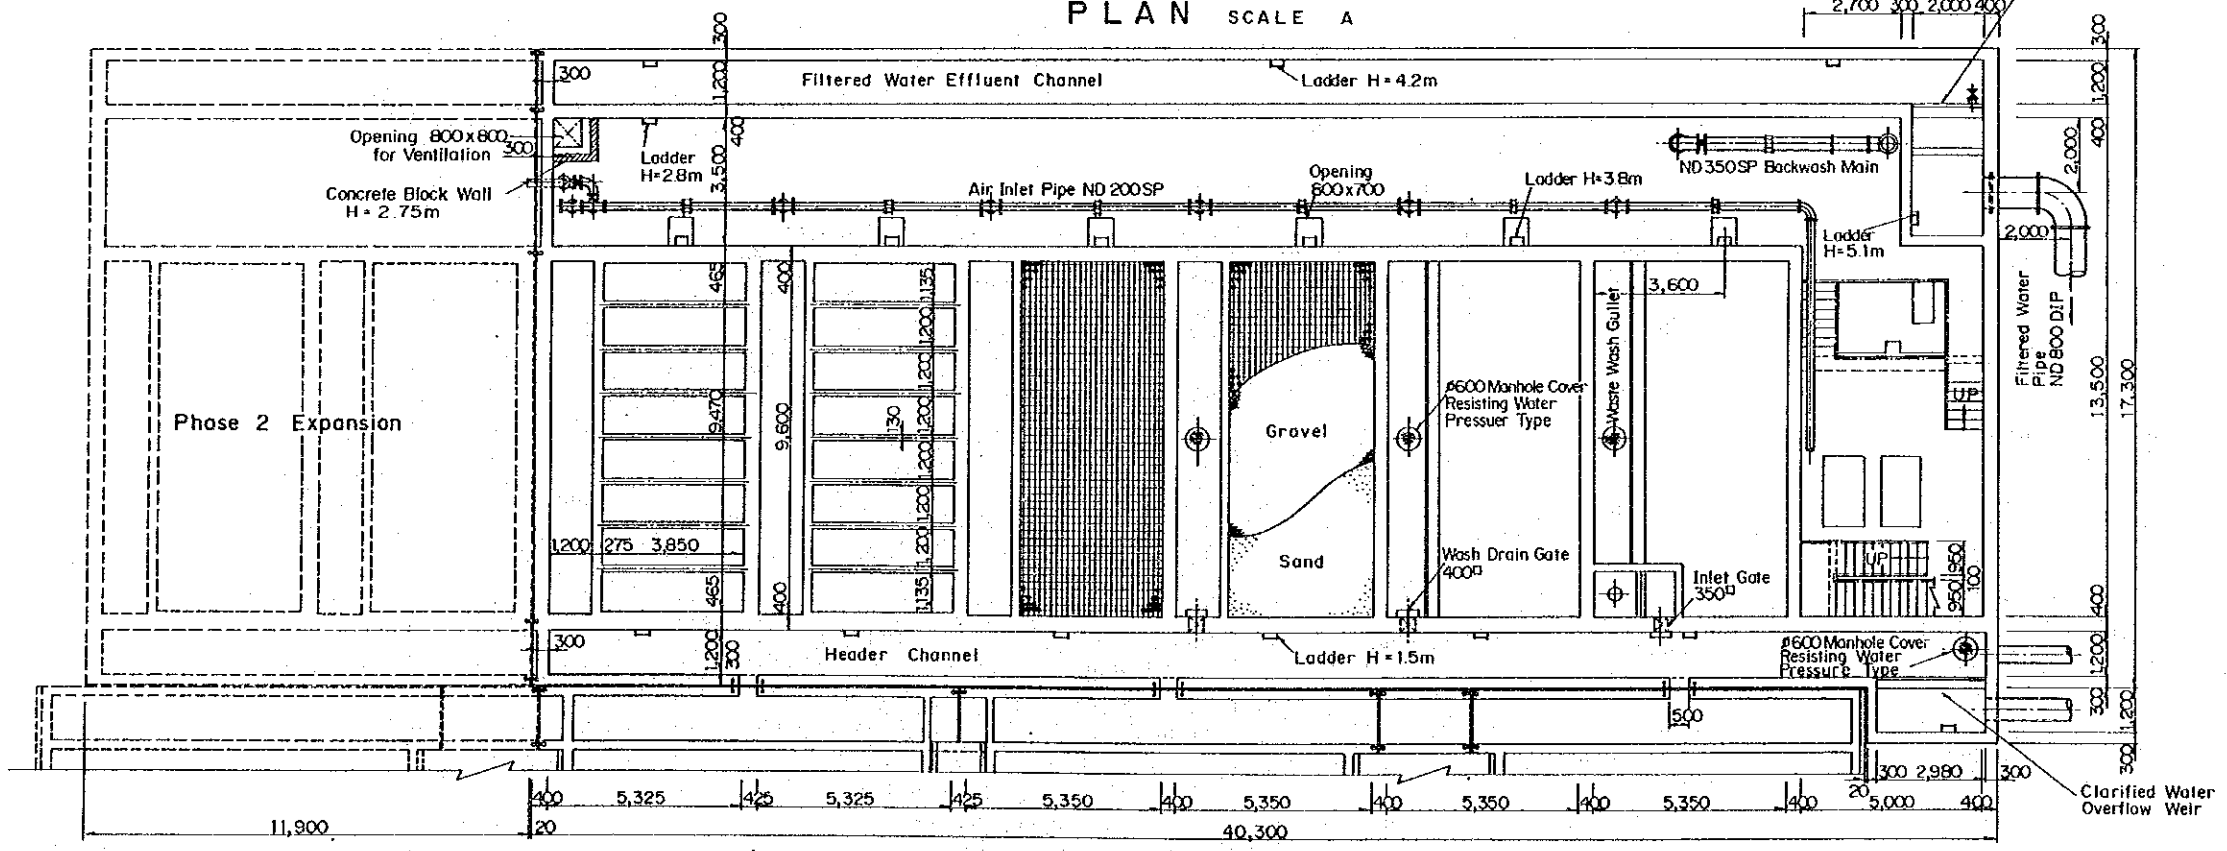 PLAN SCALE A
2,700 300 2,000 400
300
300
1,200
400
300
Filtered Water Effluent Channel
Ladder H=4.2m
1,200
400
2,000
Opening 800x800
for Ventilation
300
Ladder
H=2.8m
3,500
Concrete Block Wall
H=2.75m
Air Inlet Pipe ND 200SP
Opening
600x700
Ladder H=3.8m
ND350SP Backwash Main
Ladder
H=5.1m
2,000
Filtered Water
Pipe
ND 800 DIP
13,500
17,300
465
400
1,135
1,200
1,200
1,200
1,200
1,200
1,200
1,135
9,470
9,600
130
465
400
3,600
Waste Wash Gullet
ø600 Manhole Cover
Resisting Water
Pressuer Type
Phase 2 Expansion
Gravel
Sand
UP
UP
1,200 275 3,850
Wash Drain Gate
400□
Inlet Gate
350□
950 950
100
400
300
1,200
300
Header Channel
Ladder H=1.5m
ø600 Manhole Cover
Resisting Water
Pressure Type
1,200
300
1,200
300
500
300 2,980 300
400 5,325 425 5,325 425 5,350 400 5,350 400 5,350 400 5,350 400 20 5,000 400
Clarified Water
Overflow Weir
11,900 20 40,300